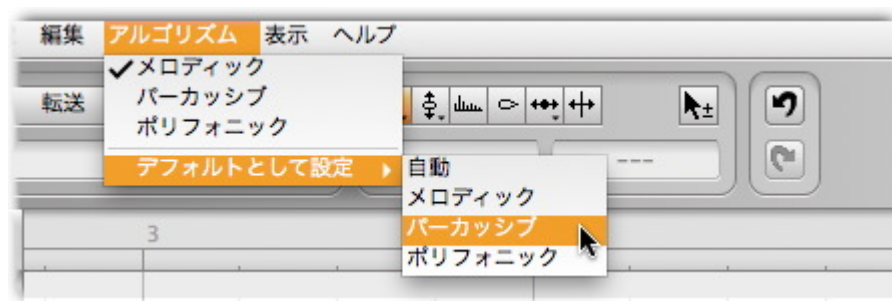 編集 アルゴリズム 表示 ヘルプ
✓メロディック
パーカッシブ
ポリフォニック
デフォルトとして設定
転送
自動
メロディック
パーカッシブ
ポリフォニック
---
3